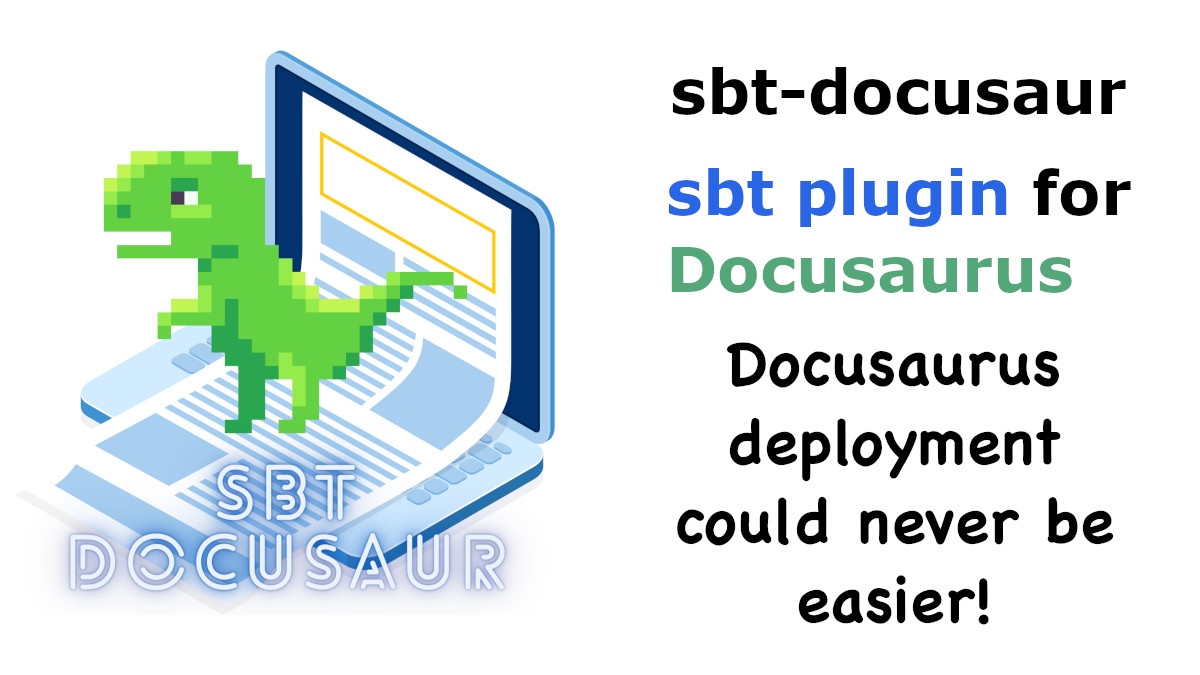 SBT
DOCUSAUR
sbt-docusaur
sbt plugin for
Docusaurus
Docusaurus
deployment
could never be
easier!